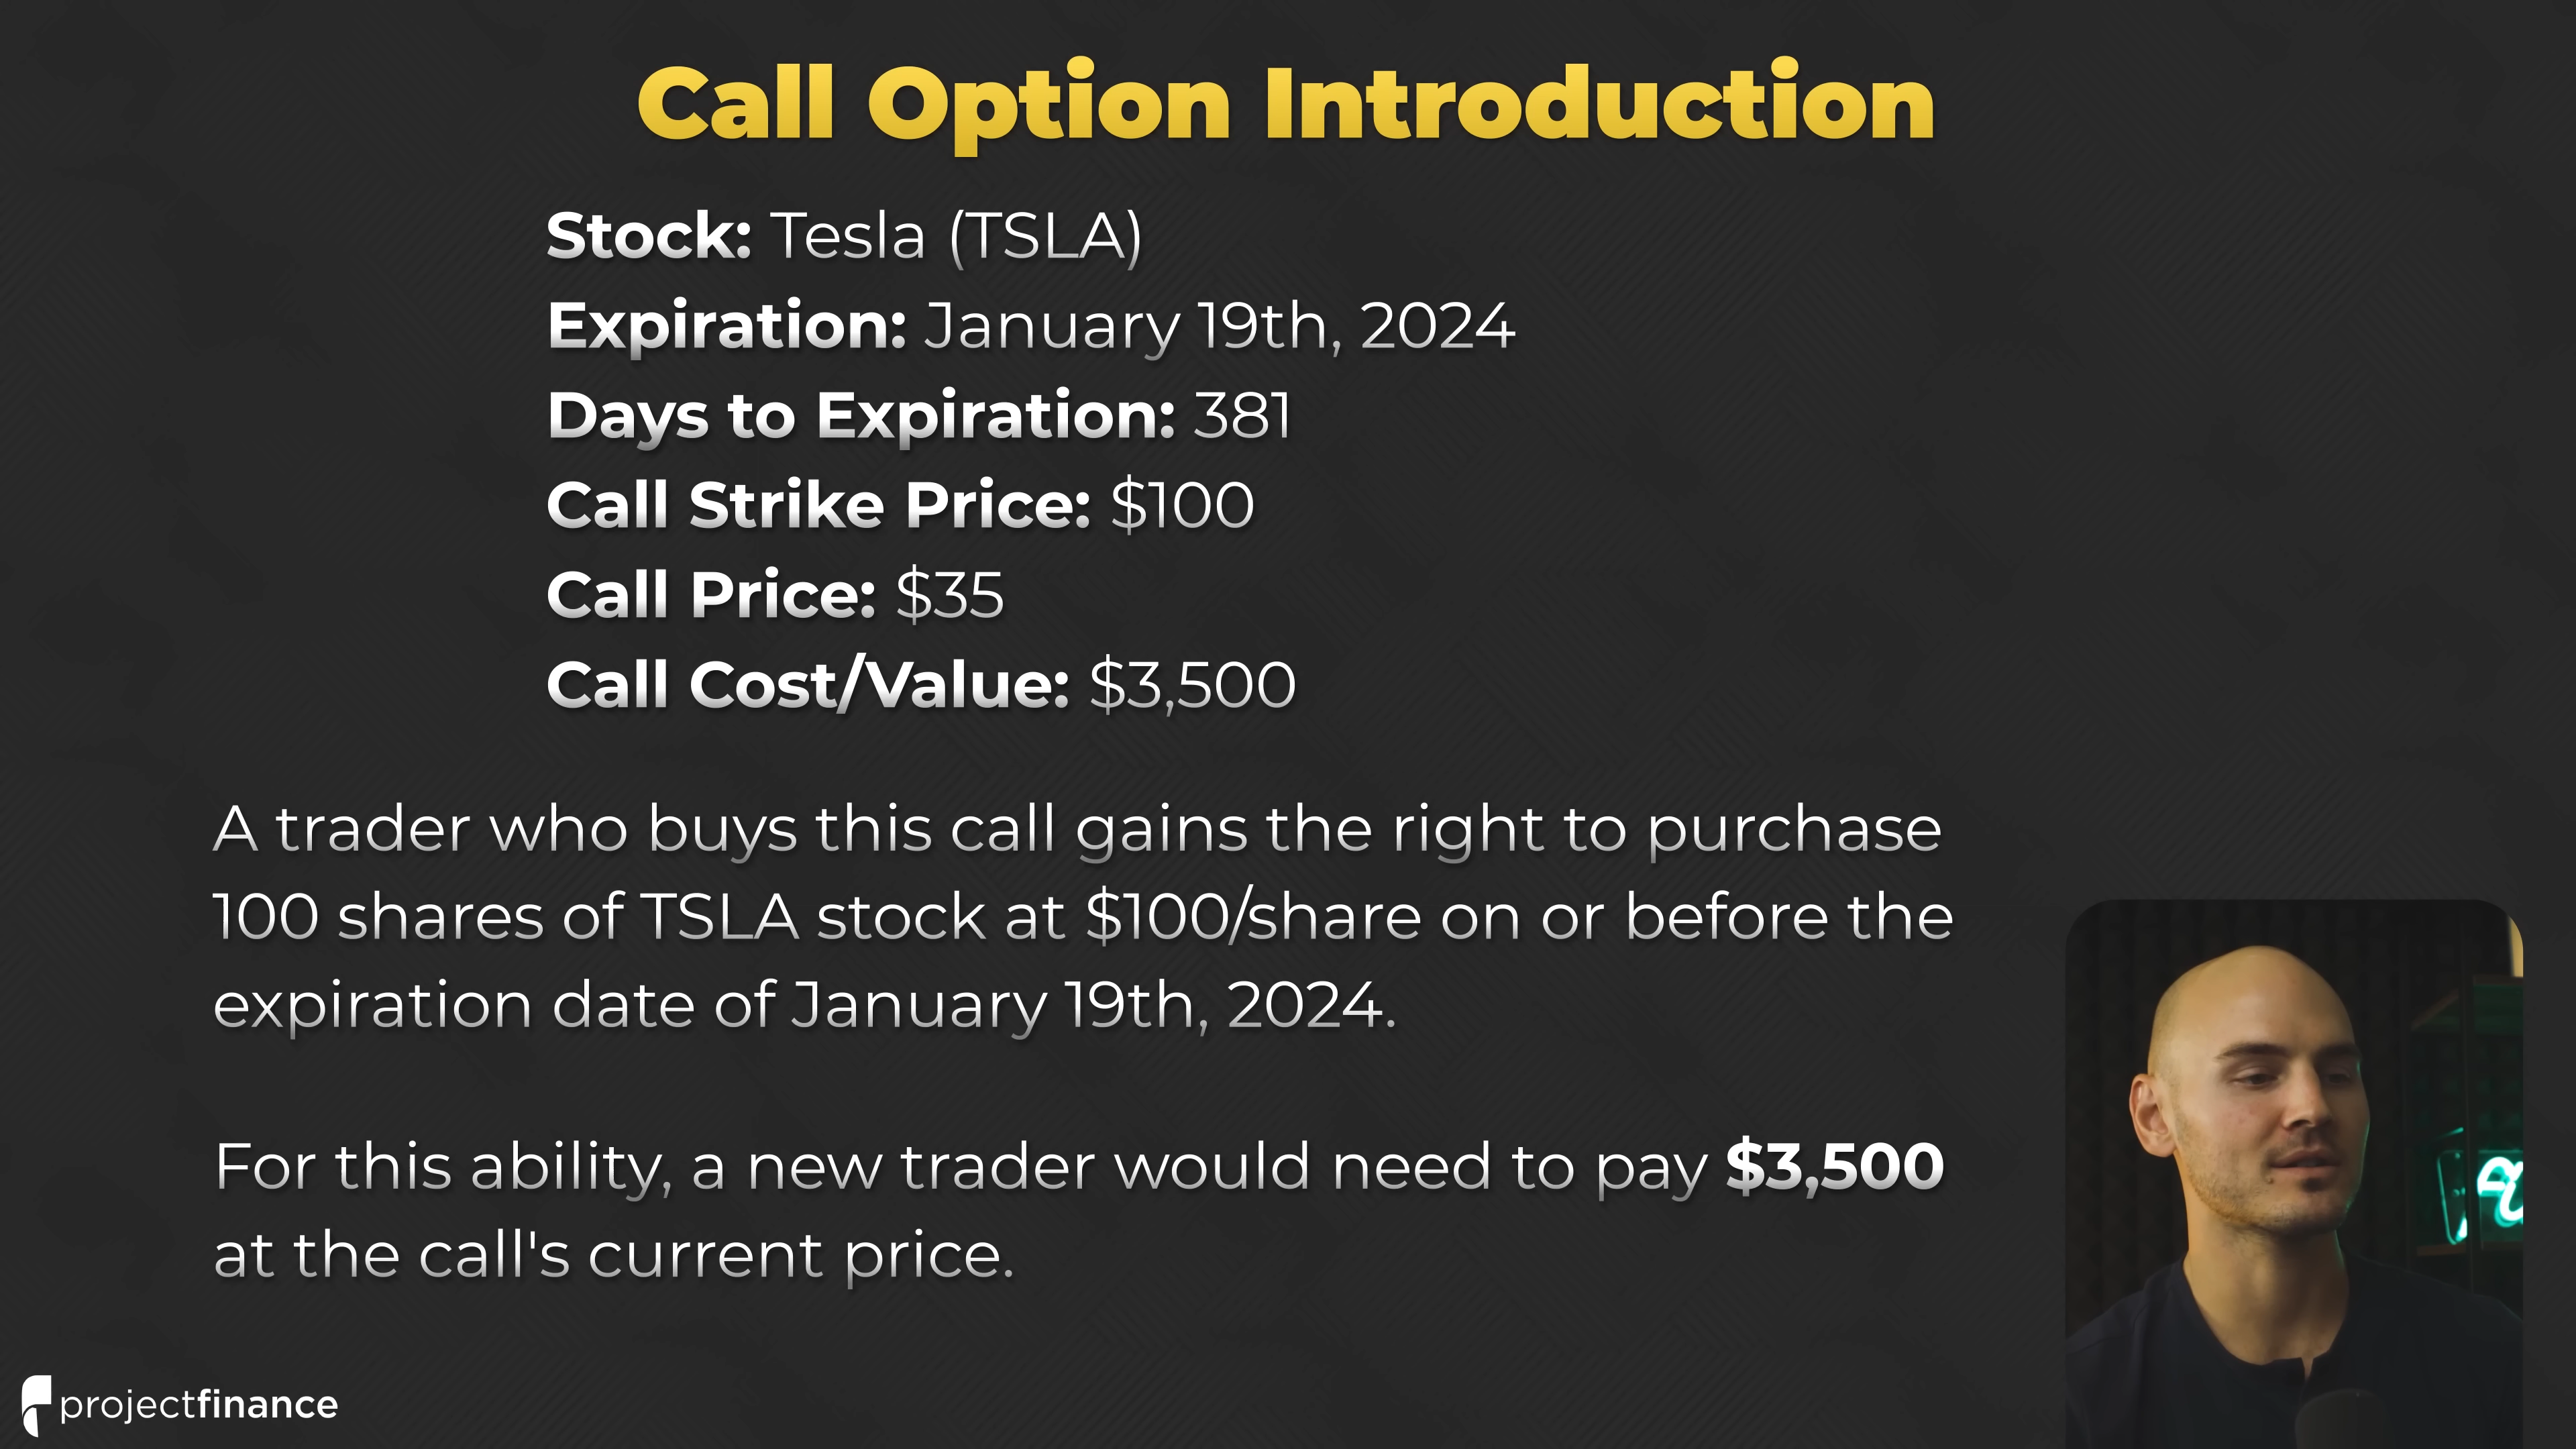 Call Option Introduction
Stock: Tesla (TSLA)
Expiration: January 19th, 2024
Days to Expiration: 381
Call Strike Price: $100
Call Price: $35
Call Cost/Value: $3,500
A trader who buys this call gains the right to purchase
100 shares of TSLA stock at $100/share on or before the
expiration date of January 19th, 2024.
For this ability, a new trader would need to pay $3,500
at the call's current price.
projectfinance